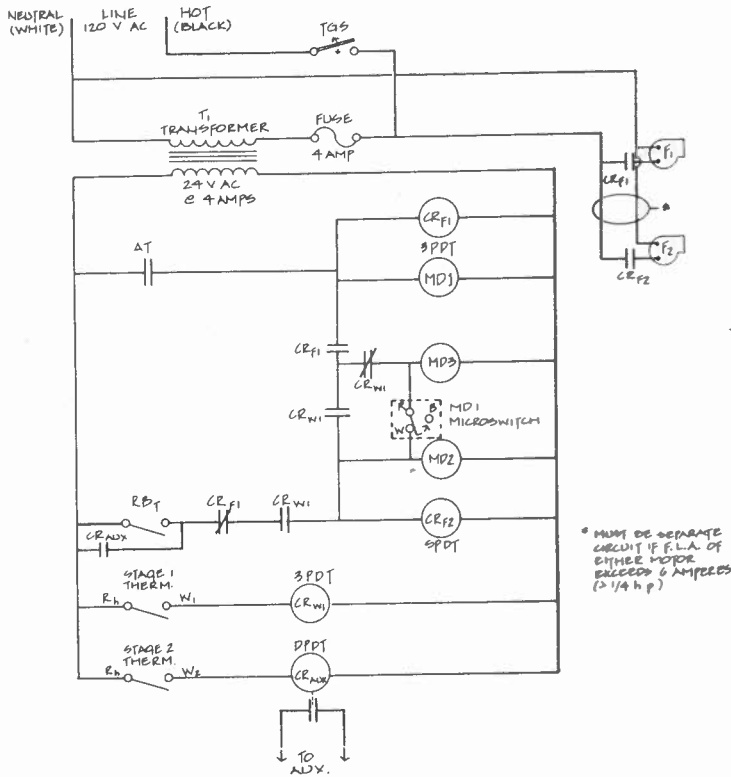 NEUTRAL
(WHITE)
LINE
120 V AC
HOT
(BLACK)
TGS
T1
TRANSFORMER
FUSE
4 AMP
24 V AC
@ 4 AMPS
F1
CRF1
*
F2
CRF2
ΔT
CRF1
3PDT
MD1
CRF1
CRW1
MD3
CRW1
R
B
W
MD1
MICROSWITCH
MD2
RBT
CRF1
CRW1
CRAUX
CRF2
SPDT
* MUST BE SEPARATE
CIRCUIT IF F.L.A. OF
EITHER MOTOR
EXCEEDS 6 AMPERES
(>1/4 h p)
STAGE 1
THERM.
Rh
W1
3PDT
CRW1
STAGE 2
THERM.
Rh
W2
DPDT
CRAUX
TO
AUX.